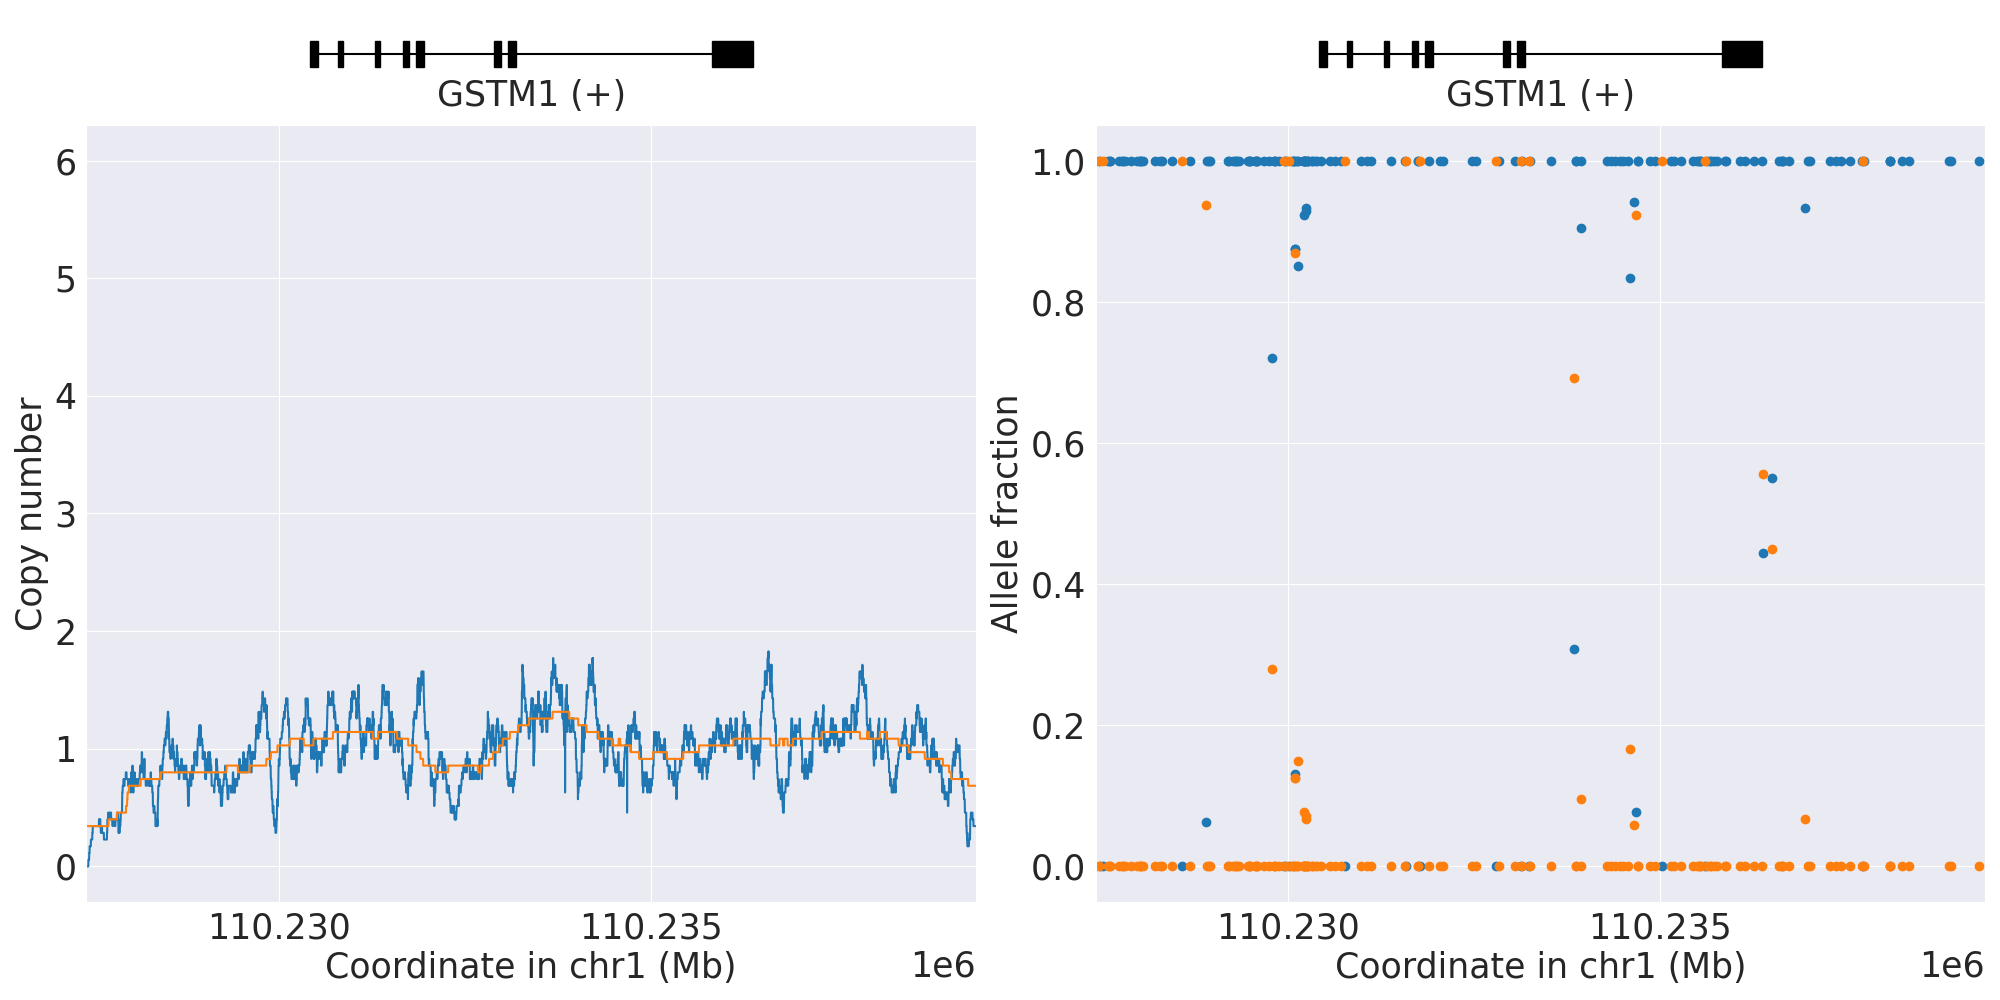 GSTM1 (+)
6
5
4
3
2
1
0
Copy number
110.230
110.235
Coordinate in chr1 (Mb)
1e6
GSTM1 (+)
1.0
0.8
0.6
0.4
0.2
0.0
Allele fraction
110.230
110.235
Coordinate in chr1 (Mb)
1e6